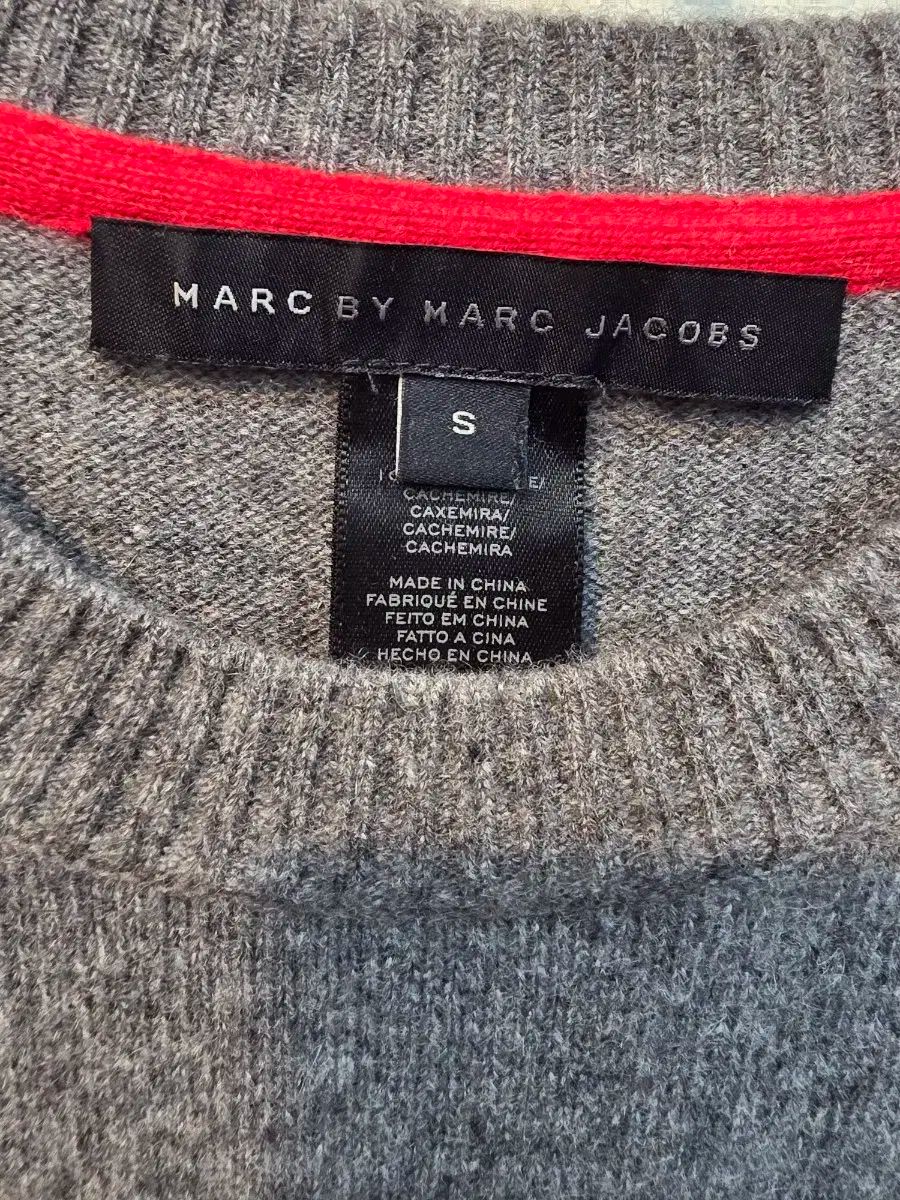 MARC BY MARC JACOBS
S
CACHEMIRE/
CAXEMIRA/
CACHEMIRE/
CACHEMIRA
MADE IN CHINA
FABRIQUÉ EN CHINE
FEITO EM CHINA
FATTO A CINA
HECHO EN CHINA